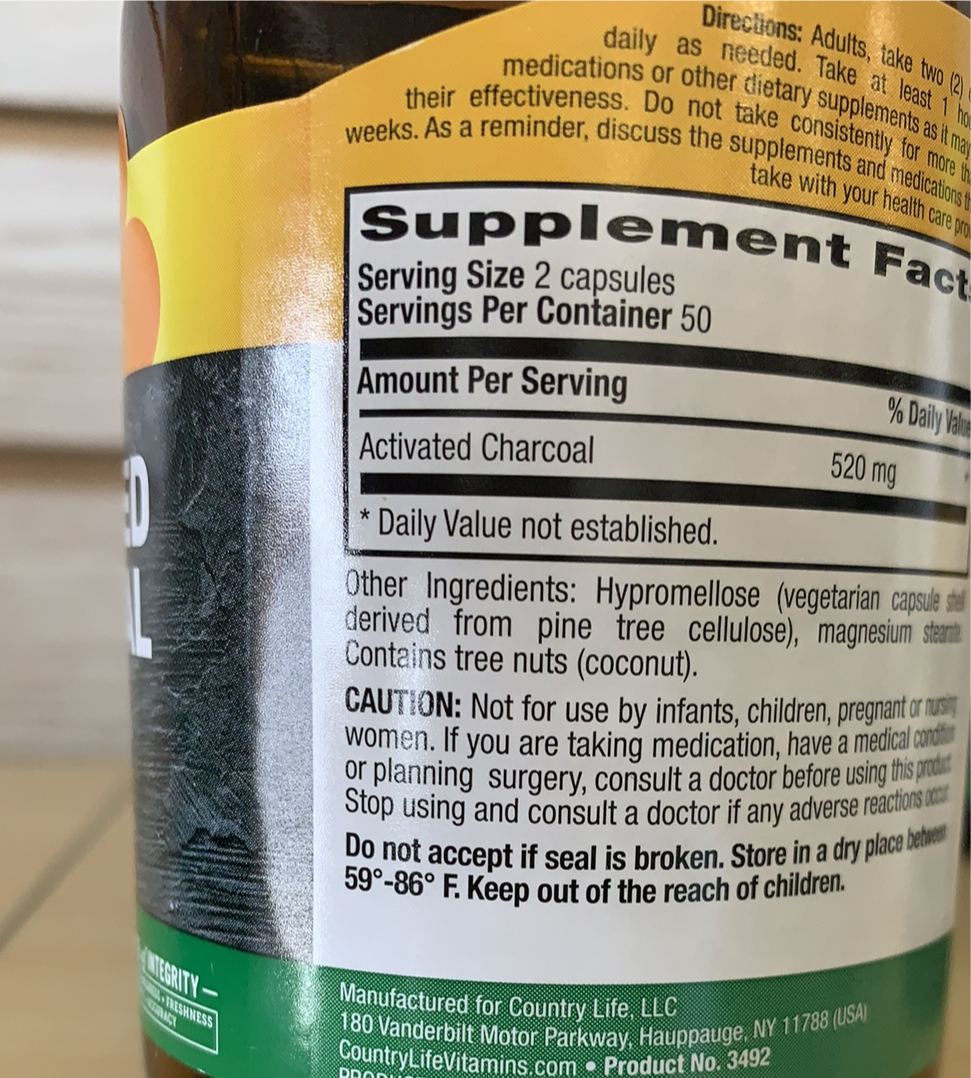 Directions: Adults, take two (2)
daily as needed. Take at least 1
medications or other dietary supplements as it may
their effectiveness. Do not take consistently for more
weeks. As a reminder, discuss the supplements and medications
take with your health care
Supplement Facts
Serving Size 2 capsules
Servings Per Container 50
Amount Per Serving
% Daily Value
Activated Charcoal 520 mg
* Daily Value not established.
Other Ingredients: Hypromellose (vegetarian capsule shell
derived from pine tree cellulose), magnesium stearate.
Contains tree nuts (coconut).
CAUTION: Not for use by infants, children, pregnant or nursing
women. If you are taking medication, have a medical condition
or planning surgery, consult a doctor before using this product.
Stop using and consult a doctor if any adverse reactions occur.
Do not accept if seal is broken. Store in a dry place between
59°-86° F. Keep out of the reach of children.
ED
AL
INTEGRITY –
• FRESHNESS
Manufactured for Country Life, LLC
180 Vanderbilt Motor Parkway, Hauppauge, NY 11788 (USA)
CountryLifeVitamins.com • Product No. 3492